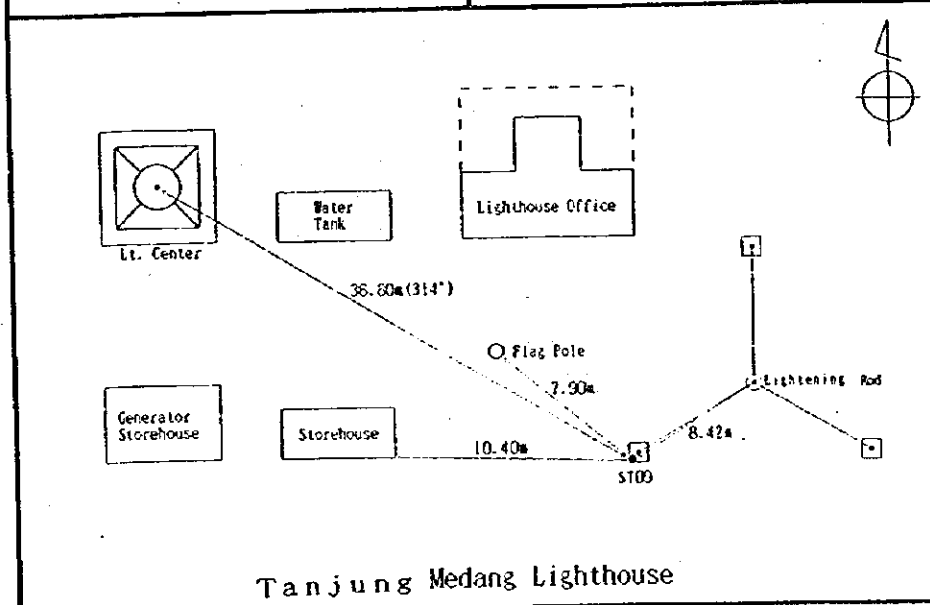 Water
Tank
Lighthouse Office
Lt. Center
36.80m(314°)
Flag Pole
7.90m
Lightening Rod
Generator
Storehouse
Storehouse
10.40m
8.42m
ST09
Tanjung Medang Lighthouse